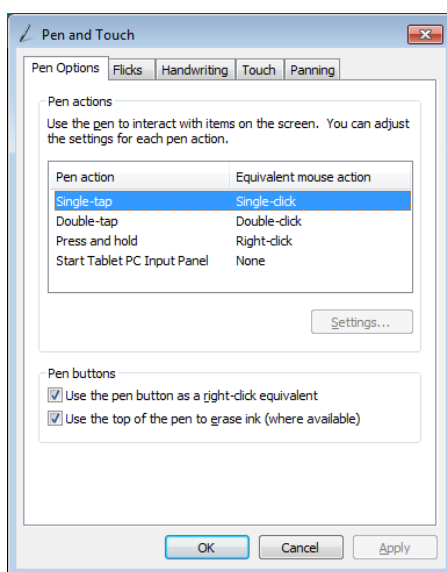 Pen and Touch
Pen Options Flicks Handwriting Touch Panning
Pen actions
Use the pen to interact with items on the screen.  You can adjust
the settings for each pen action.
Pen action Equivalent mouse action
Single-tap Single-click
Double-tap Double-click
Press and hold Right-click
Start Tablet PC Input Panel None
Settings...
Pen buttons
Use the pen button as a right-click equivalent
Use the top of the pen to erase ink (where available)
OK Cancel Apply